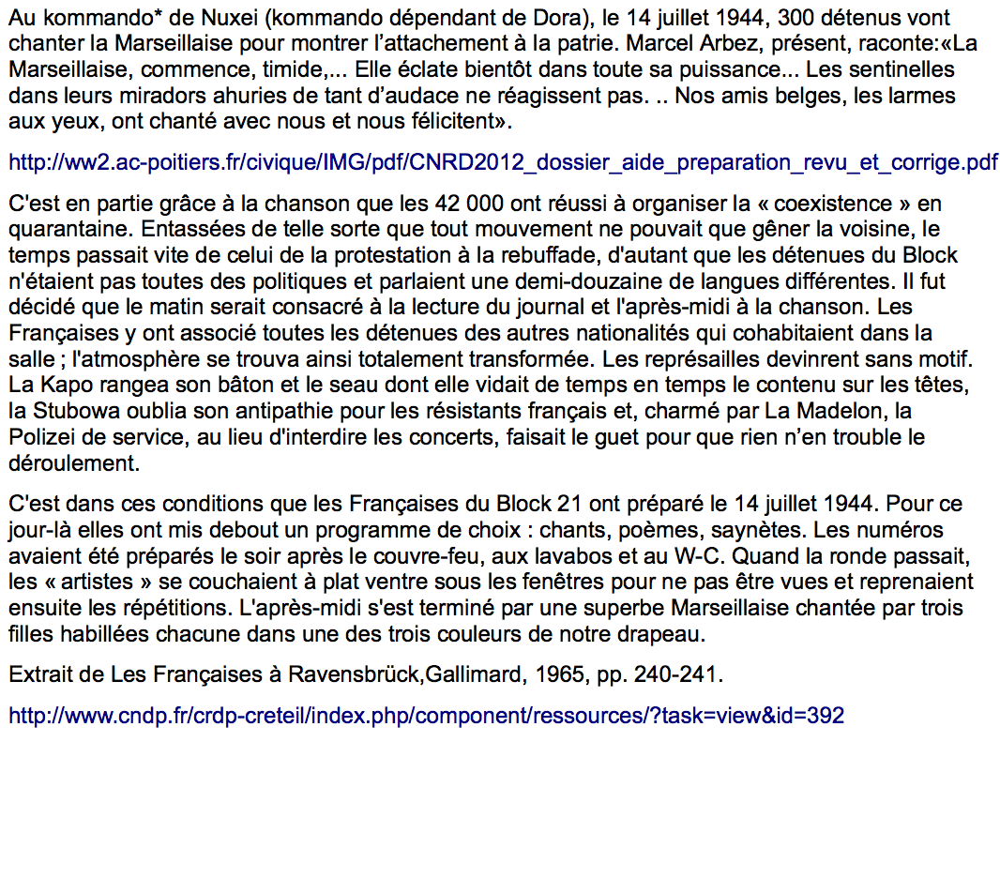 Au kommando* de Nuxei (kommando dépendant de Dora), le 14 juillet 1944, 300 détenus vont
chanter la Marseillaise pour montrer l’attachement à la patrie. Marcel Arbez, présent, raconte:«La
Marseillaise, commence, timide,... Elle éclate bientôt dans toute sa puissance... Les sentinelles
dans leurs miradors ahuries de tant d’audace ne réagissent pas. .. Nos amis belges, les larmes
aux yeux, ont chanté avec nous et nous félicitent».
http://ww2.ac-poitiers.fr/civique/IMG/pdf/CNRD2012_dossier_aide_preparation_revu_et_corrige.pdf
C'est en partie grâce à la chanson que les 42 000 ont réussi à organiser la « coexistence » en
quarantaine. Entassées de telle sorte que tout mouvement ne pouvait que gêner la voisine, le
temps passait vite de celui de la protestation à la rebuffade, d'autant que les détenues du Block
n'étaient pas toutes des politiques et parlaient une demi-douzaine de langues différentes. Il fut
décidé que le matin serait consacré à la lecture du journal et l'après-midi à la chanson. Les
Françaises y ont associé toutes les détenues des autres nationalités qui cohabitaient dans la
salle ; l'atmosphère se trouva ainsi totalement transformée. Les représailles devinrent sans motif.
La Kapo rangea son bâton et le seau dont elle vidait de temps en temps le contenu sur les têtes,
la Stubowa oublia son antipathie pour les résistants français et, charmé par La Madelon, la
Polizei de service, au lieu d'interdire les concerts, faisait le guet pour que rien n’en trouble le
déroulement.
C'est dans ces conditions que les Françaises du Block 21 ont préparé le 14 juillet 1944. Pour ce
jour-là elles ont mis debout un programme de choix : chants, poèmes, saynètes. Les numéros
avaient été préparés le soir après le couvre-feu, aux lavabos et au W-C. Quand la ronde passait,
les « artistes » se couchaient à plat ventre sous les fenêtres pour ne pas être vues et reprenaient
ensuite les répétitions. L'après-midi s'est terminé par une superbe Marseillaise chantée par trois
filles habillées chacune dans une des trois couleurs de notre drapeau.
Extrait de Les Françaises à Ravensbrück,Gallimard, 1965, pp. 240-241.
http://www.cndp.fr/crdp-creteil/index.php/component/ressources/?task=view&id=392